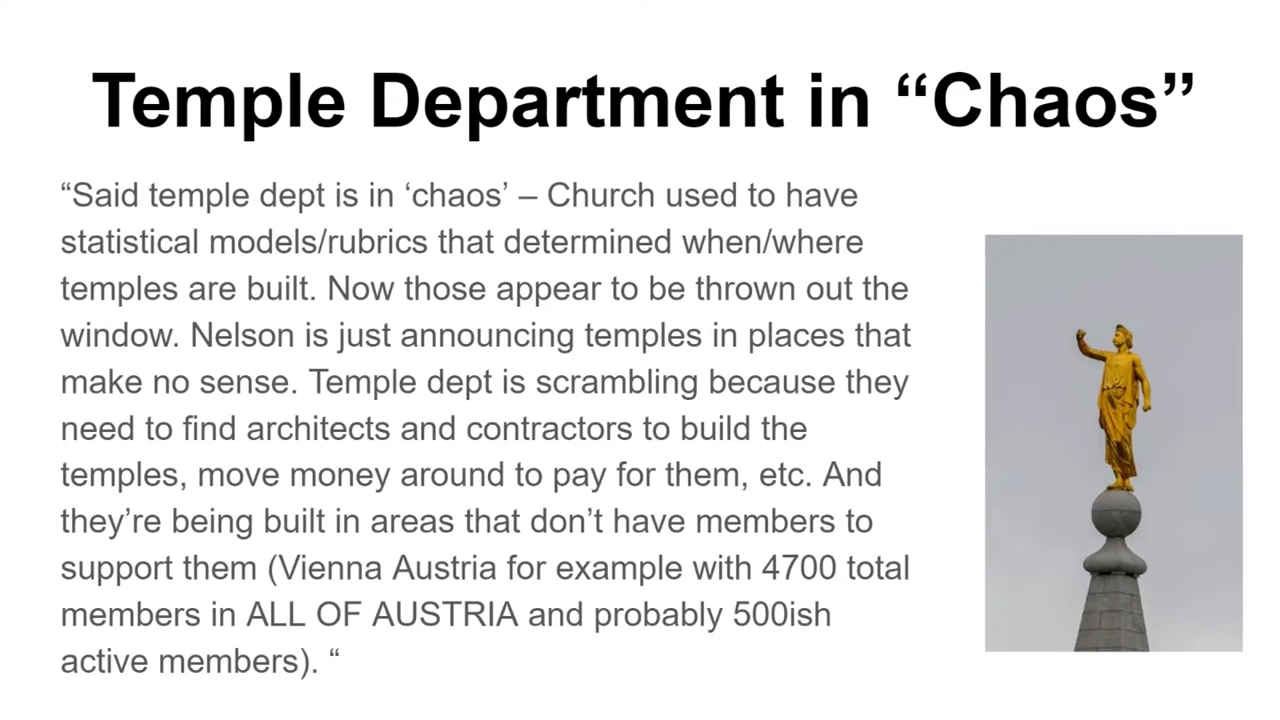 Temple Department in “Chaos”
“Said temple dept is in ‘chaos’ – Church used to have
statistical models/rubrics that determined when/where
temples are built. Now those appear to be thrown out the
window. Nelson is just announcing temples in places that
make no sense. Temple dept is scrambling because they
need to find architects and contractors to build the
temples, move money around to pay for them, etc. And
they’re being built in areas that don’t have members to
support them (Vienna Austria for example with 4700 total
members in ALL OF AUSTRIA and probably 500ish
active members). “